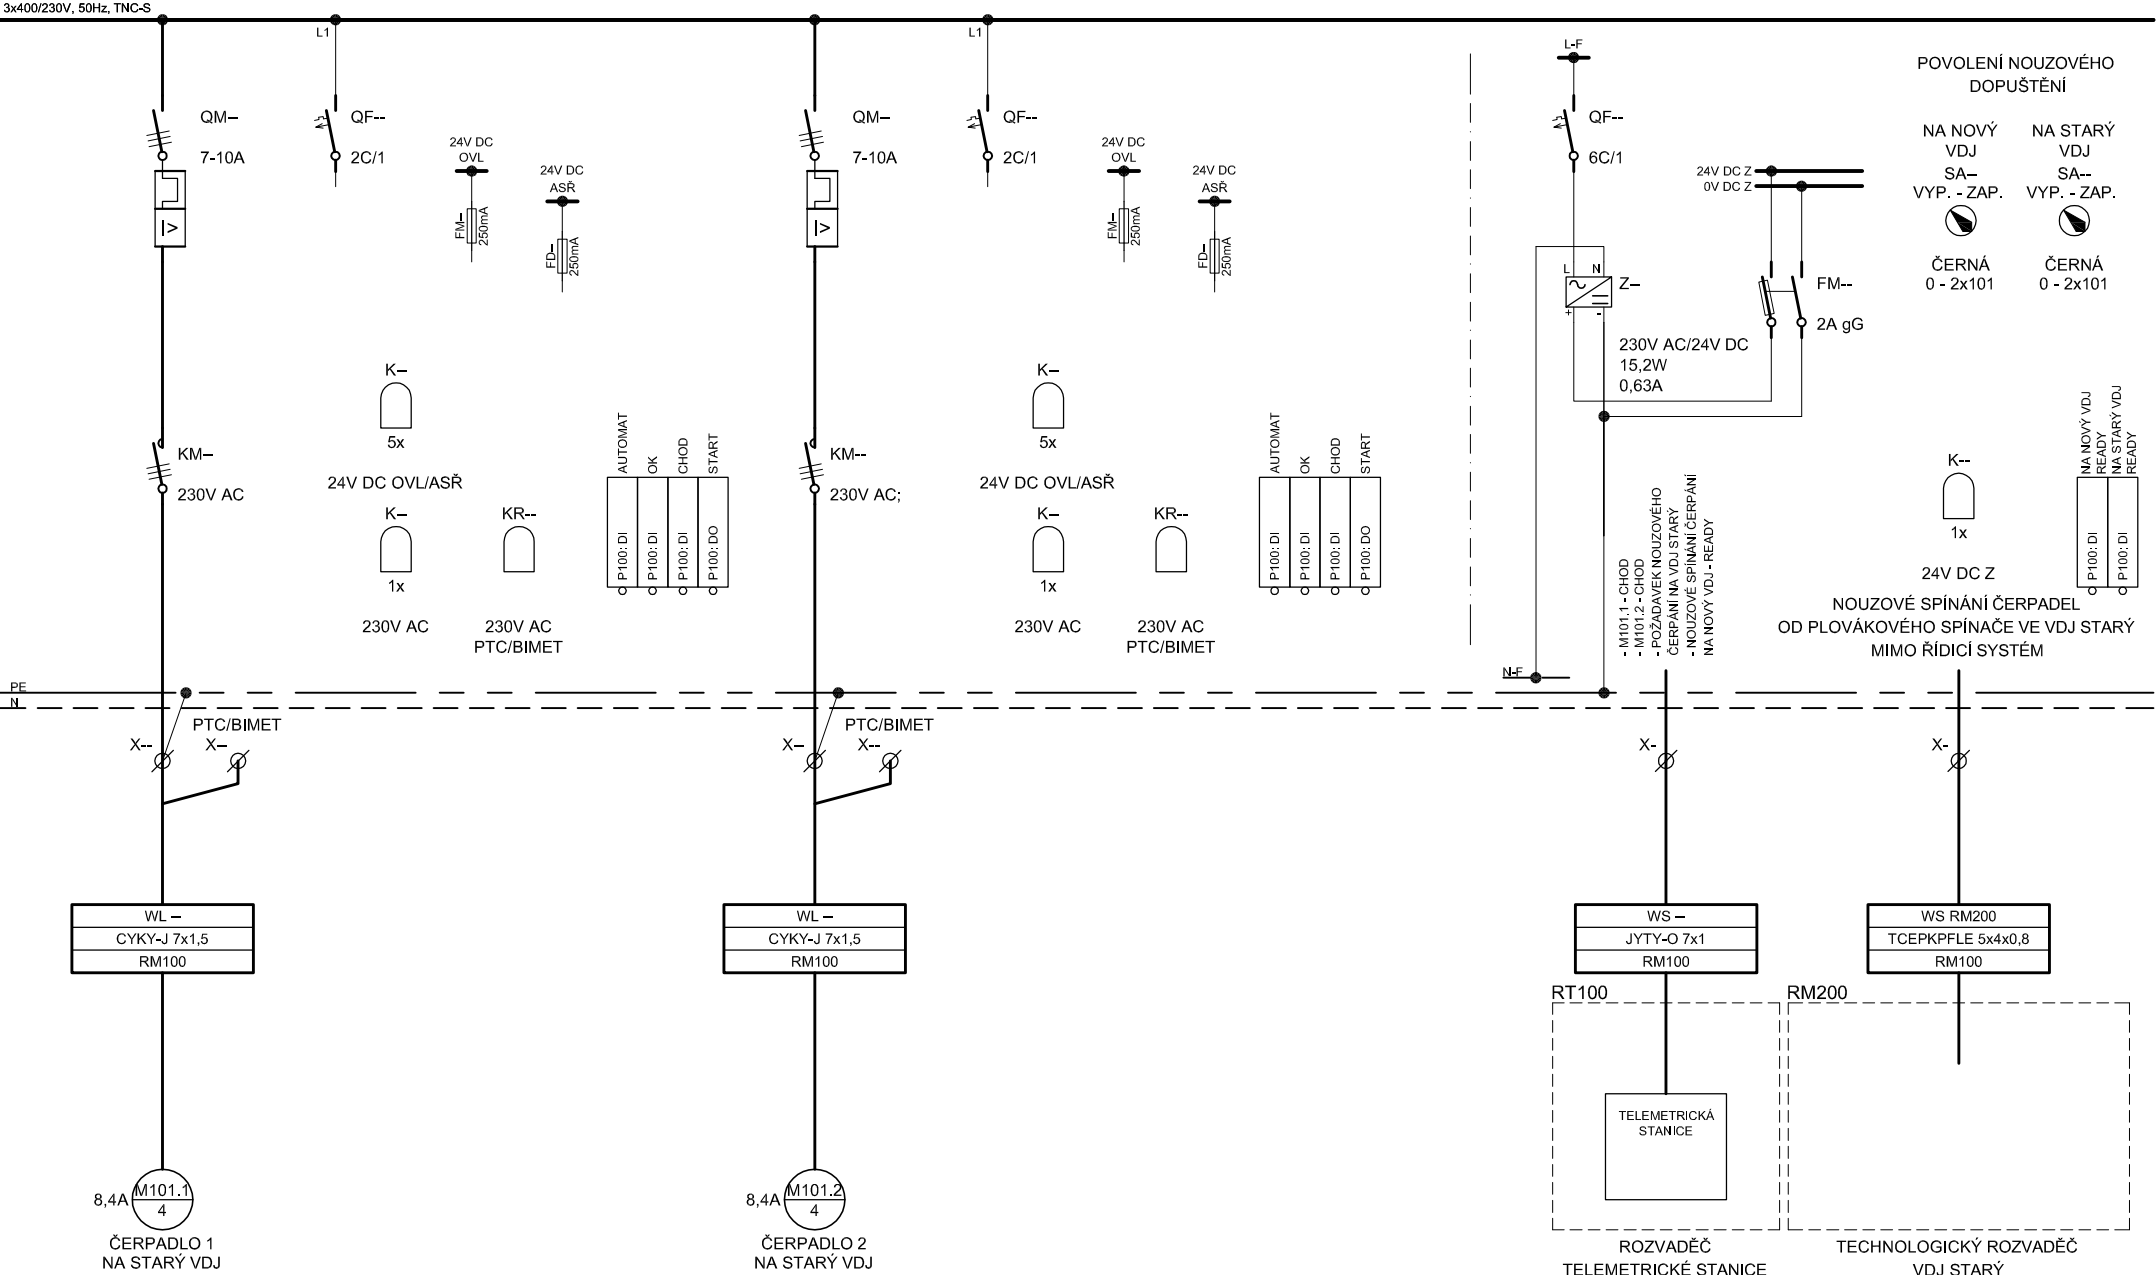 3x400/230V, 50Hz, TNC-S
L1
QM–
7-10A
QF--
2C/1
24V DC
OVL
FM–
250mA
24V DC
ASŘ
FD–
250mA
I>
K–
5x
24V DC OVL/ASŘ
KM–
230V AC
K–
1x
230V AC
KR--
230V AC
PTC/BIMET
AUTOMAT
OK
CHOD
START
P100: DI
P100: DI
P100: DI
P100: DO
PE
N
PTC/BIMET
X--
X–
WL –
CYKY-J 7x1,5
RM100
8,4A
M101.1
4
ČERPADLO 1
NA STARÝ VDJ
L1
QM–
7-10A
QF--
2C/1
24V DC
OVL
FM–
250mA
24V DC
ASŘ
FD–
250mA
I>
K–
5x
24V DC OVL/ASŘ
KM--
230V AC;
K–
1x
230V AC
KR--
230V AC
PTC/BIMET
AUTOMAT
OK
CHOD
START
P100: DI
P100: DI
P100: DI
P100: DO
PTC/BIMET
X–
X--
WL –
CYKY-J 7x1,5
RM100
8,4A
M101.2
4
ČERPADLO 2
NA STARÝ VDJ
L-F
QF--
6C/1
24V DC Z
0V DC Z
L
N
Z–
+
-
230V AC/24V DC
15,2W
0,63A
FM--
2A gG
POVOLENÍ NOUZOVÉHO
DOPUŠTĚNÍ
NA NOVÝ
VDJ
SA–
VYP. - ZAP.
ČERNÁ
0 - 2x101
NA STARÝ
VDJ
SA--
VYP. - ZAP.
ČERNÁ
0 - 2x101
- M101.1 - CHOD
- M101.2 - CHOD
- POŽADAVEK NOUZOVÉHO
ČERPÁNÍ NA VDJ STARÝ
- NOUZOVÉ SPÍNÁNÍ ČERPÁNÍ
NA NOVÝ VDJ - READY
K--
1x
24V DC Z
NA NOVÝ VDJ
READY
NA STARÝ VDJ
READY
P100: DI
P100: DI
NOUZOVÉ SPÍNÁNÍ ČERPADEL
OD PLOVÁKOVÉHO SPÍNAČE VE VDJ STARÝ
MIMO ŘÍDICÍ SYSTÉM
N-F
X-
X-
WS –
JYTY-O 7x1
RM100
WS RM200
TCEPKPFLE 5x4x0,8
RM100
RT100
RM200
TELEMETRICKÁ
STANICE
ROZVADĚČ
TELEMETRICKÉ STANICE
TECHNOLOGICKÝ ROZVADĚČ
VDJ STARÝ